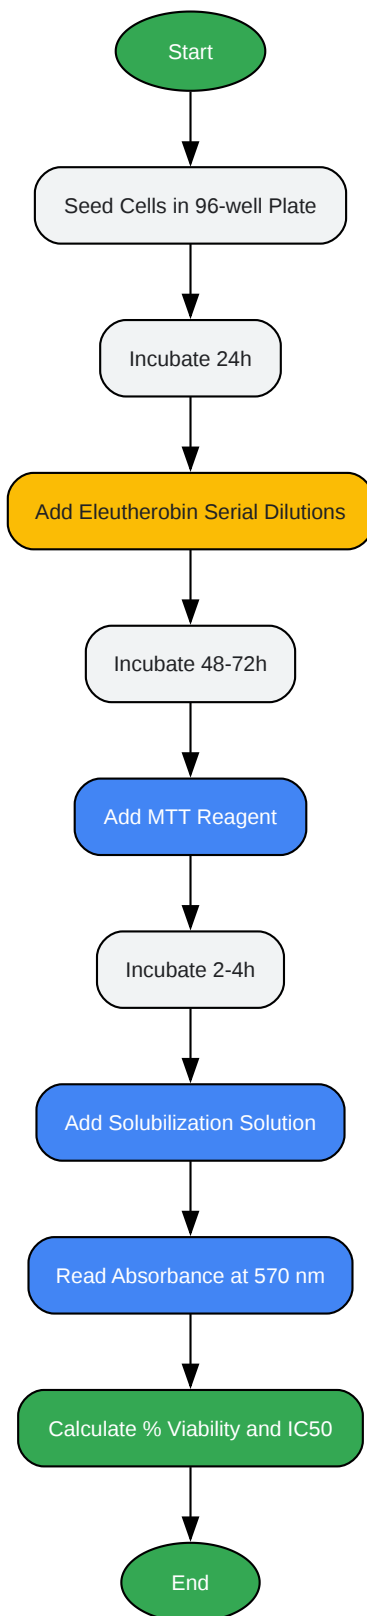 Start
Seed Cells in 96-well Plate
Incubate 24h
Add Eleutherobin Serial Dilutions
Incubate 48-72h
Add MTT Reagent
Incubate 2-4h
Add Solubilization Solution
Read Absorbance at 570 nm
Calculate % Viability and IC50
End